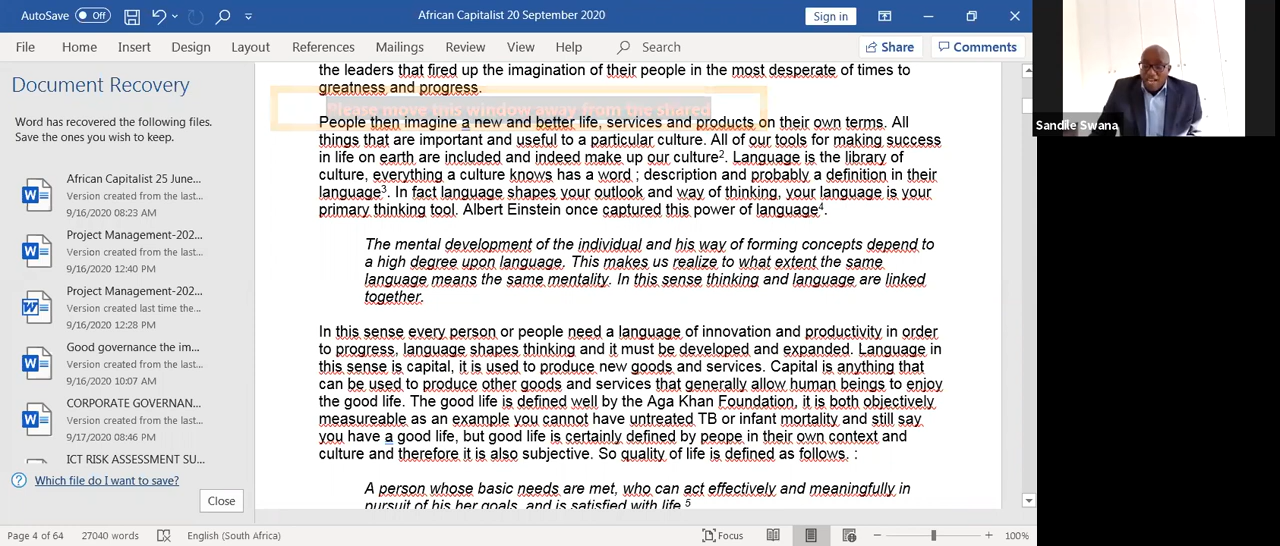 AutoSave Off African Capitalist 20 September 2020 Sign in
File Home Insert Design Layout References Mailings Review View Help Search Share Comments
Document Recovery
Word has recovered the following files.
Save the ones you wish to keep.
African Capitalist 25 June...
Version created from the last...
9/16/2020 08:23 AM
Project Management-202...
Version created from the last...
9/16/2020 12:40 PM
Project Management-202...
Version created last time the...
9/16/2020 12:28 PM
Good governance the im...
Version created from the last...
9/16/2020 10:07 AM
CORPORATE GOVERNAN...
Version created from the last...
9/17/2020 08:46 PM
ICT RISK ASSESSMENT SU...
Which file do I want to save?
Close
the leaders that fired up the imagination of their people in the most desperate of times to
greatness and progress.
Please move this window away from the shared
People then imagine a new and better life, services and products on their own terms. All
things that are important and useful to a particular culture. All of our tools for making success
in life on earth are included and indeed make up our culture2. Language is the library of
culture, everything a culture knows has a word ; description and probably a definition in their
language3. In fact language shapes your outlook and way of thinking, your language is your
primary thinking tool. Albert Einstein once captured this power of language4.
The mental development of the individual and his way of forming concepts depend to
a high degree upon language. This makes us realize to what extent the same
language means the same mentality. In this sense thinking and language are linked
together.
In this sense every person or people need a language of innovation and productivity in order
to progress, language shapes thinking and it must be developed and expanded. Language in
this sense is capital, it is used to produce new goods and services. Capital is anything that
can be used to produce other goods and services that generally allow human beings to enjoy
the good life. The good life is defined well by the Aga Khan Foundation, it is both objectively
measureable as an example you cannot have untreated TB or infant mortality and still say
you have a good life, but good life is certainly defined by peope in their own context and
culture and therefore it is also subjective. So quality of life is defined as follows. :
A person whose basic needs are met, who can act effectively and meaningfully in
pursuit of his her goals, and is satisfied with life.5
Page 4 of 64 27040 words English (South Africa) Focus 100%
Sandile Swana